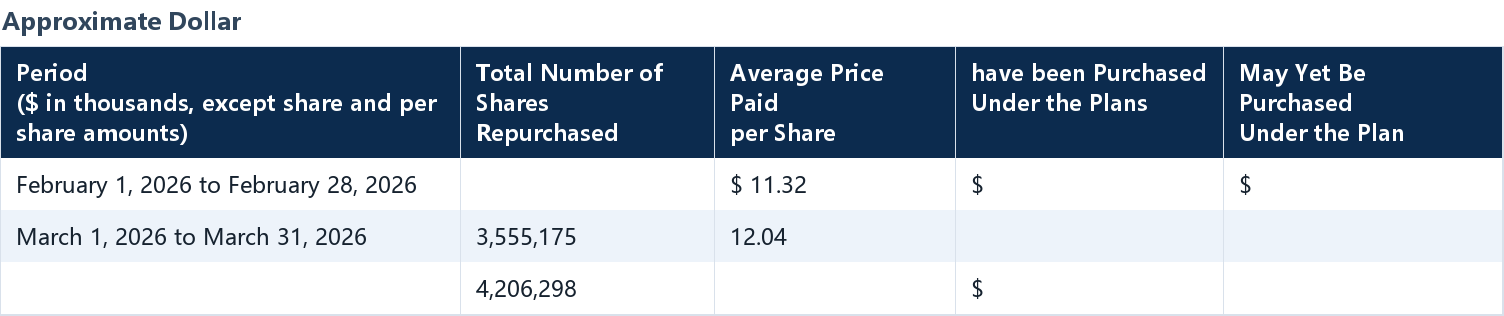 Approximate Dollar
Period
($ in thousands, except share and per
share amounts)
Total Number of
Shares
Repurchased
Average Price
Paid
per Share
have been Purchased
Under the Plans
May Yet Be
Purchased
Under the Plan
February 1, 2026 to February 28, 2026
$ 11.32
$
$
March 1, 2026 to March 31, 2026
3,555,175
12.04
4,206,298
$